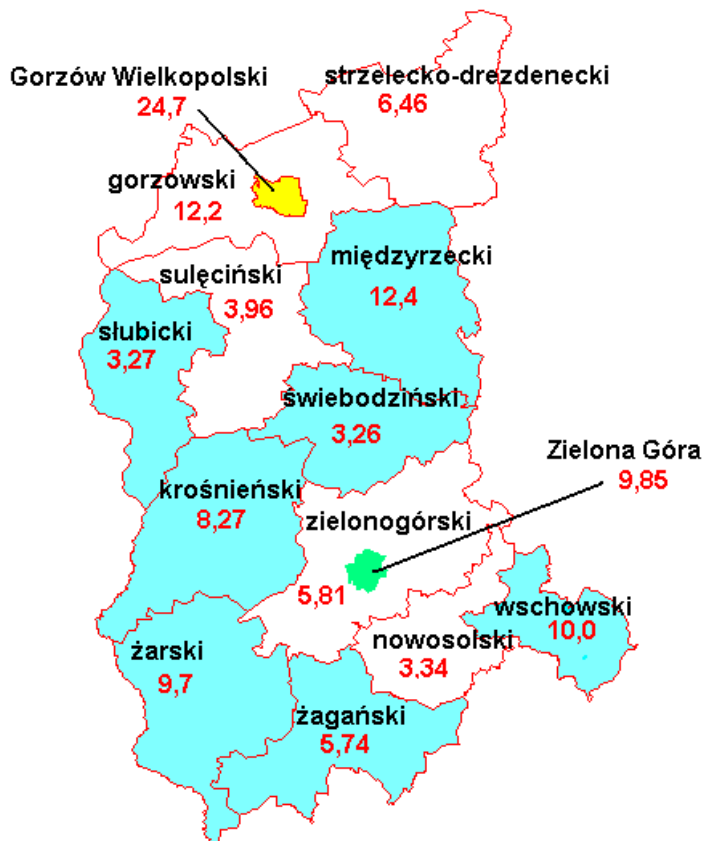 strzelecko-drezdenecki
6,46
Gorzów Wielkopolski
24,7
gorzowski
12,2
międzyrzecki
12,4
sulęciński
3,96
słubicki
3,27
świebodziński
3,26
Zielona Góra
9,85
krośnieński
8,27
zielonogórski
5,81
wschowski
10,0
nowosolski
3,34
żarski
9,7
żagański
5,74